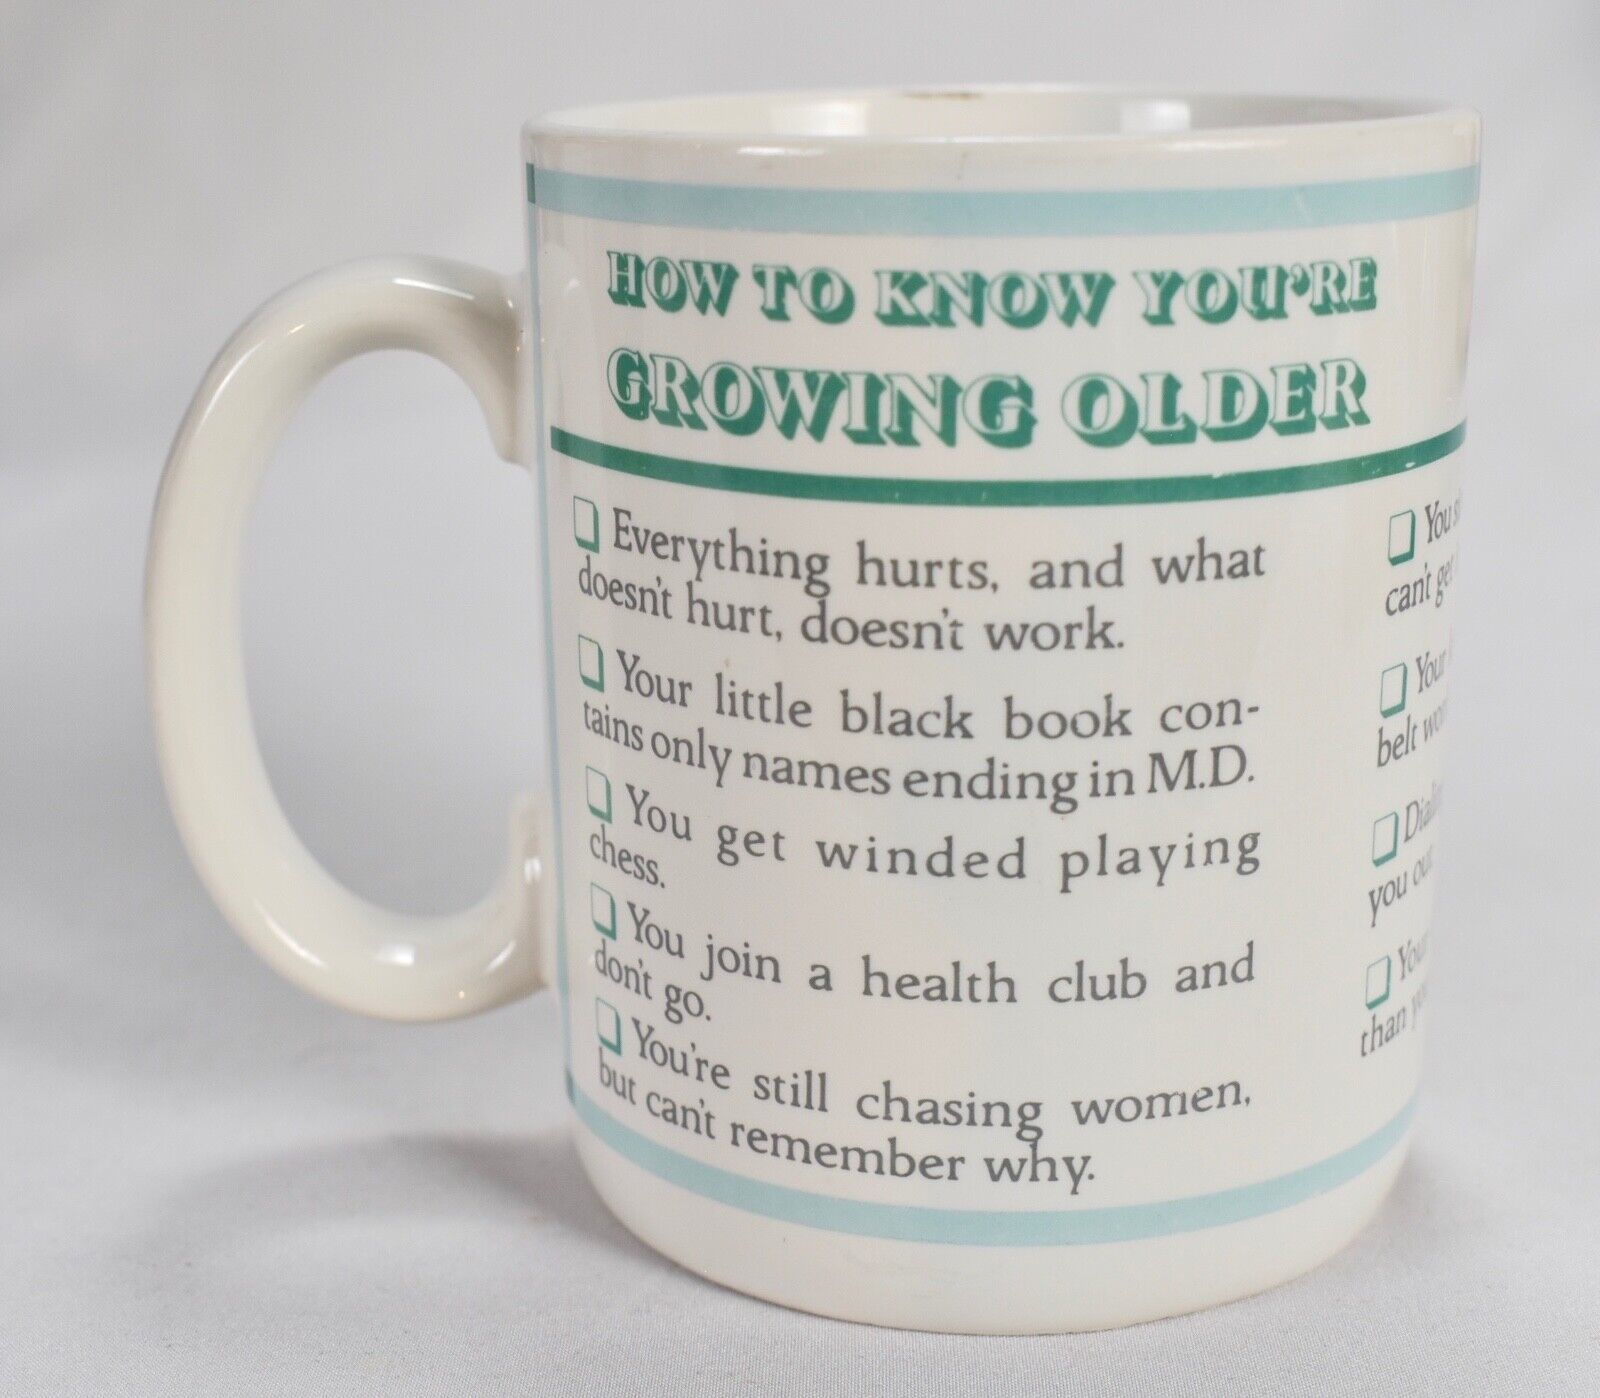 HOW TO KNOW YOU'RE
GROWING OLDER
Everything hurts, and what
doesn't hurt, doesn't work.
Your little black book con-
tains only names ending in M.D.
You get winded playing
chess.
You join a health club and
don't go.
You're still chasing women,
but can't remember why.
You
can't get
Your
belt
you
Your
than